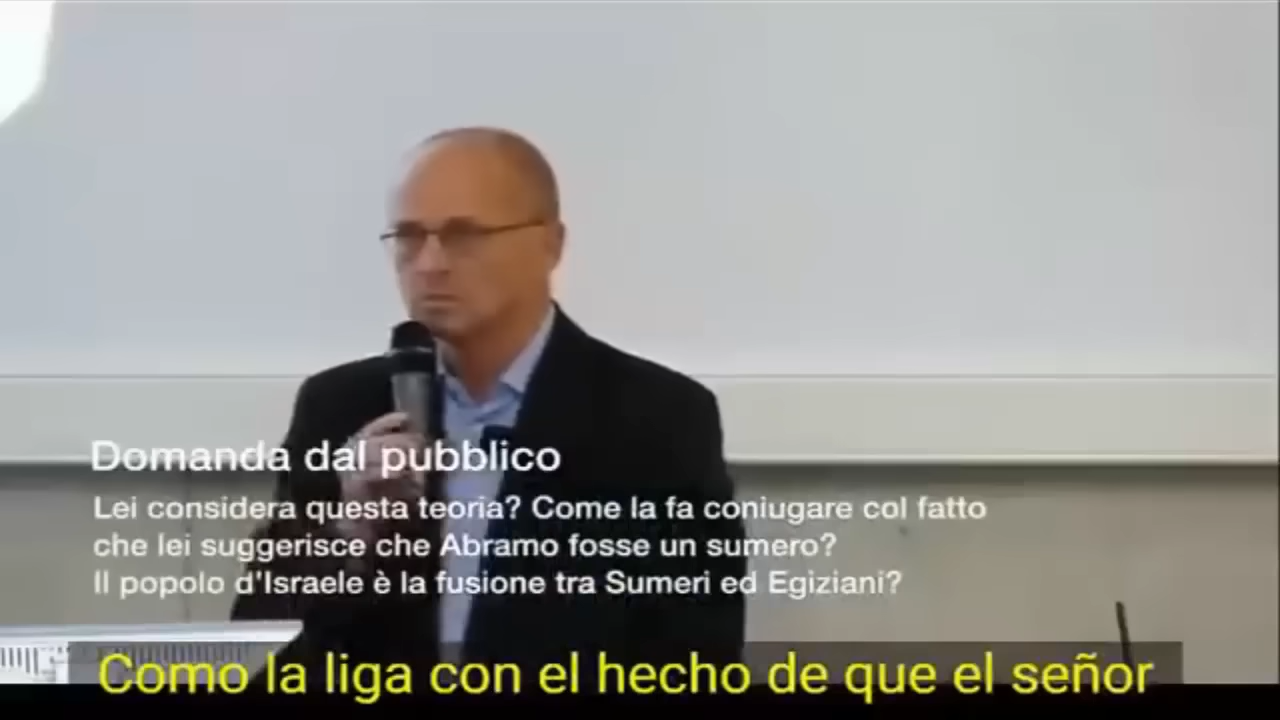 Domanda dal pubblico
Lei considera questa teoria? Come la fa coniugare col fatto
che lei suggerisce che Abramo fosse un sumero?
Il popolo d'Israele è la fusione tra Sumeri ed Egiziani?
Como la liga con el hecho de que el señor